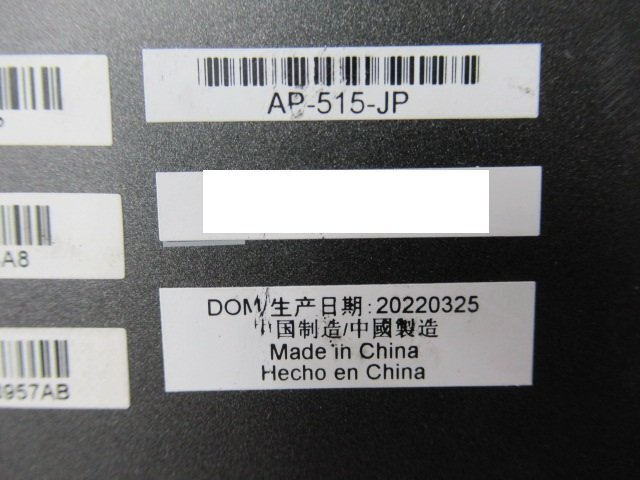 AP-515-JP
A8
DOM/生产日期:20220325
中国制造/中國製造
Made in China
Hecho en China
0957AB